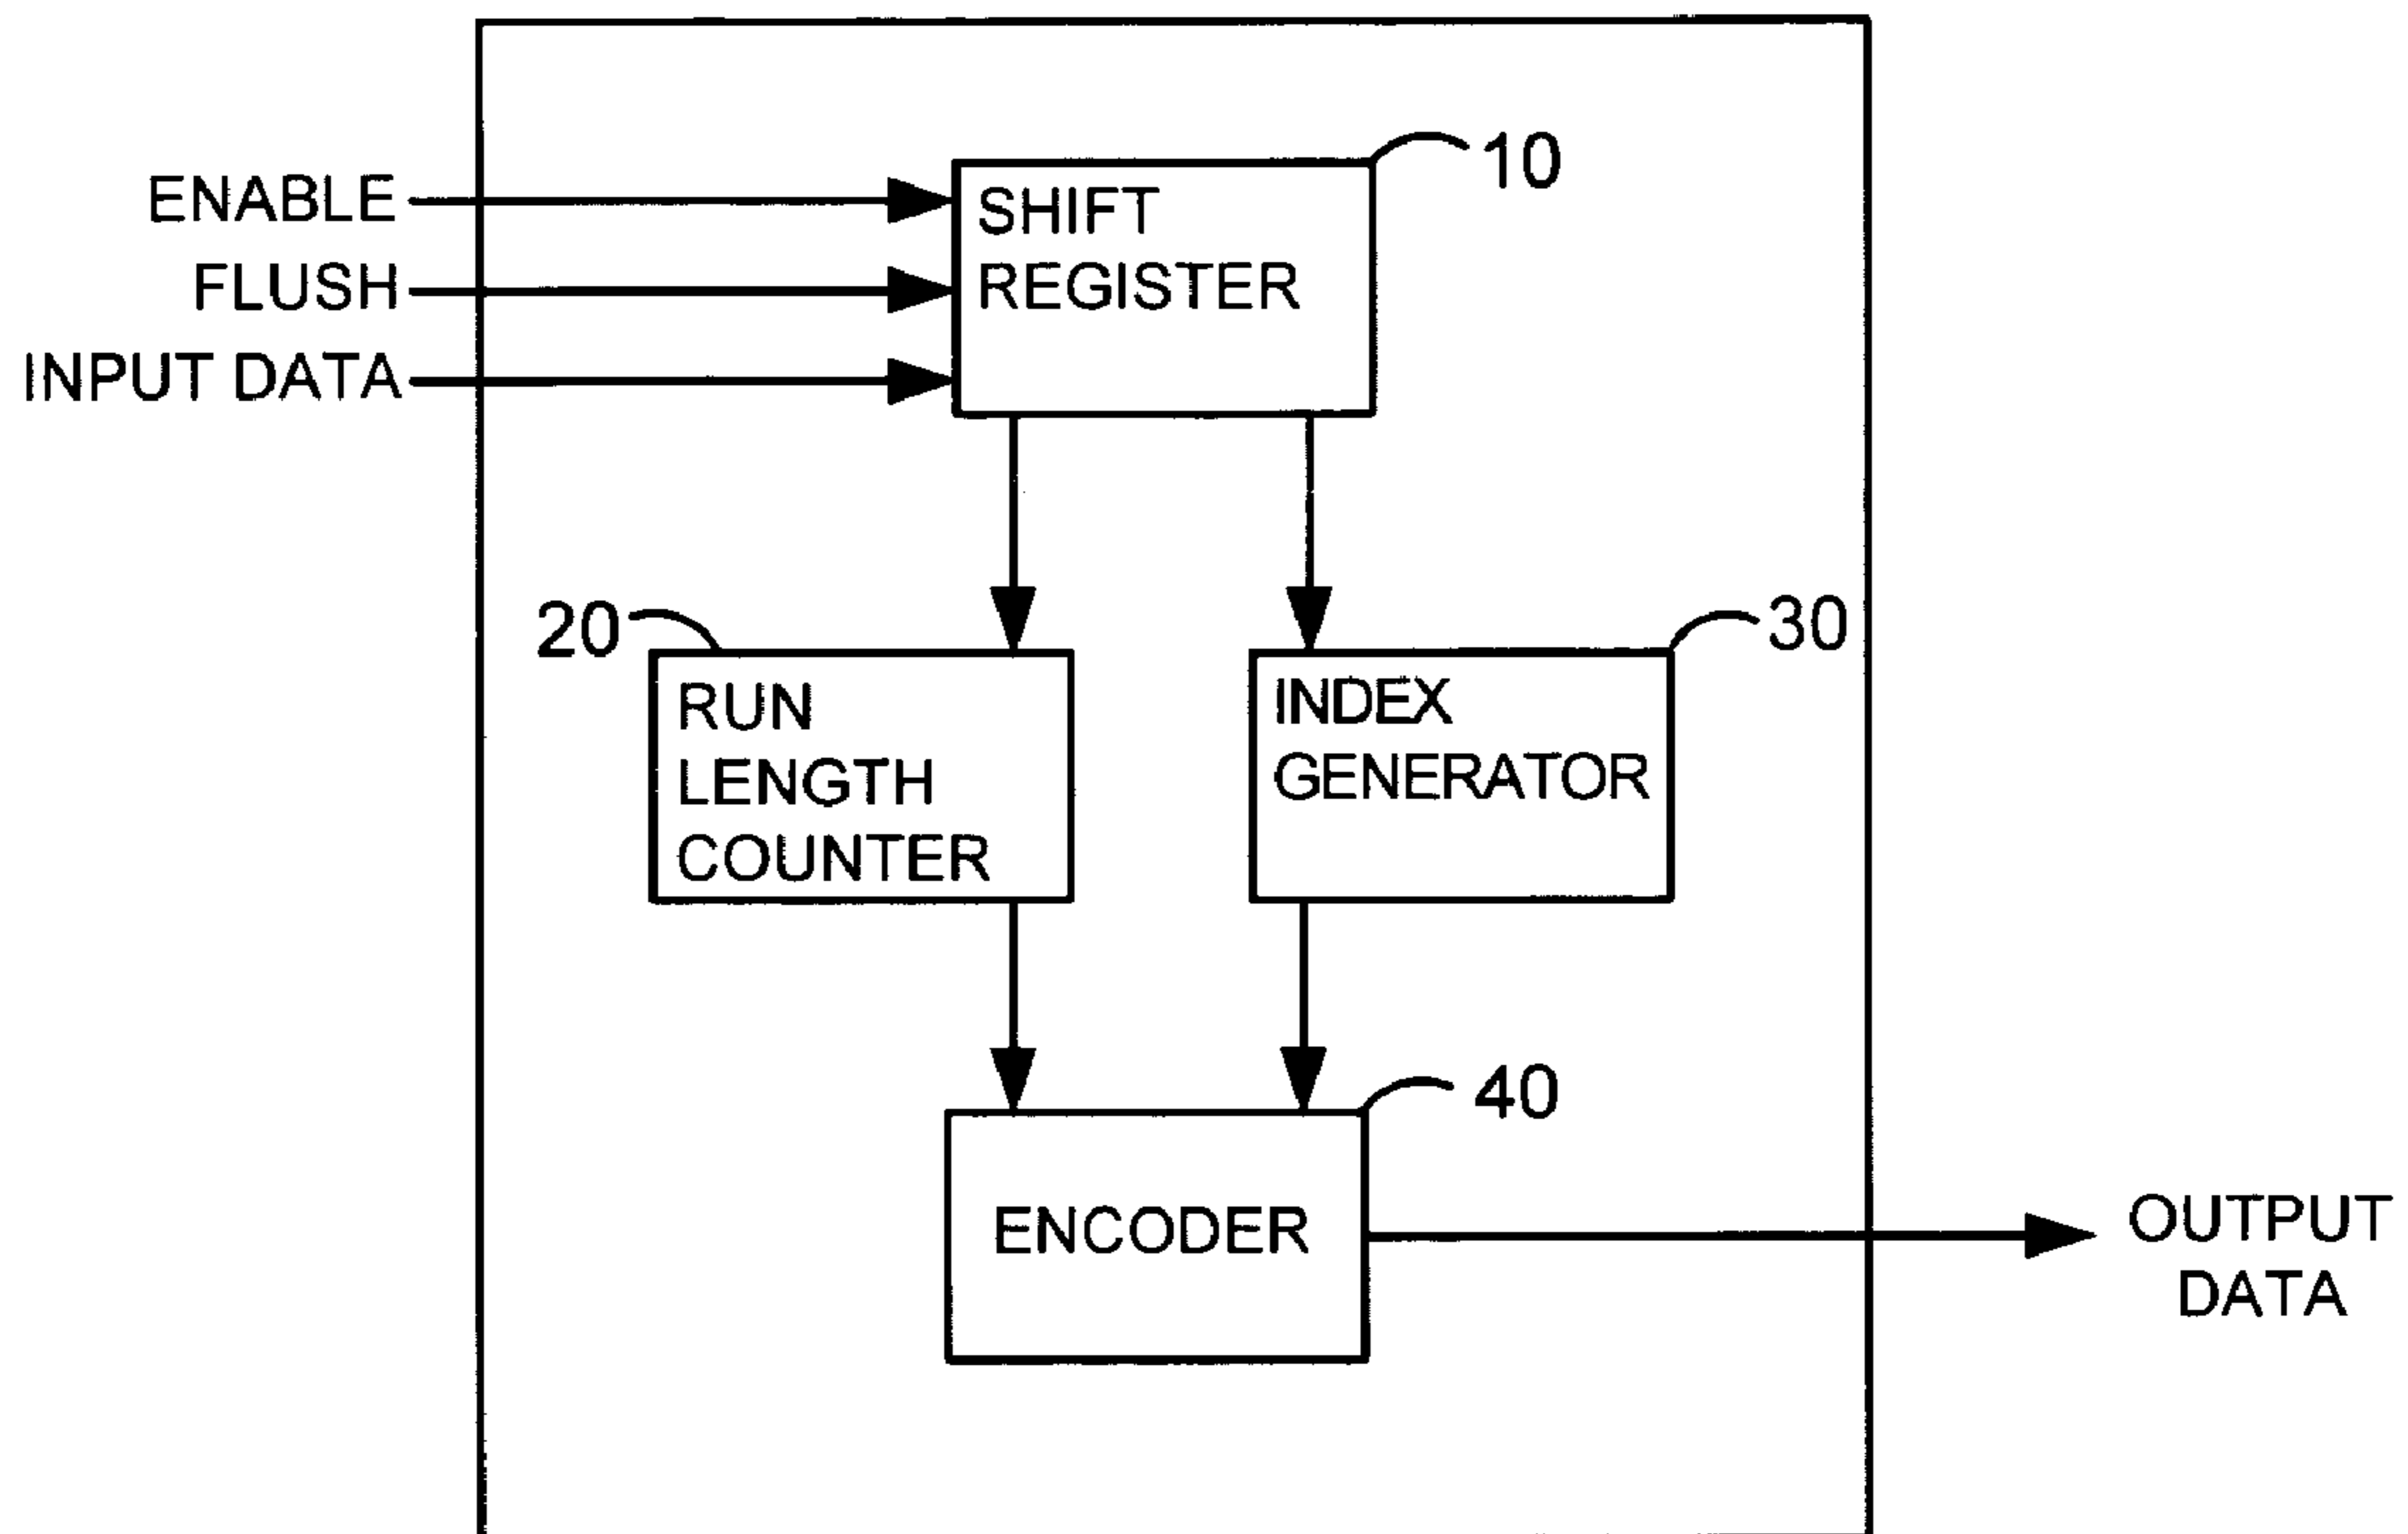 10
ENABLE
SHIFT
FLUSH
REGISTER
INPUT DATA
20
30
RUN
LENGTH
COUNTER
INDEX
GENERATOR
40
ENCODER
OUTPUT
DATA